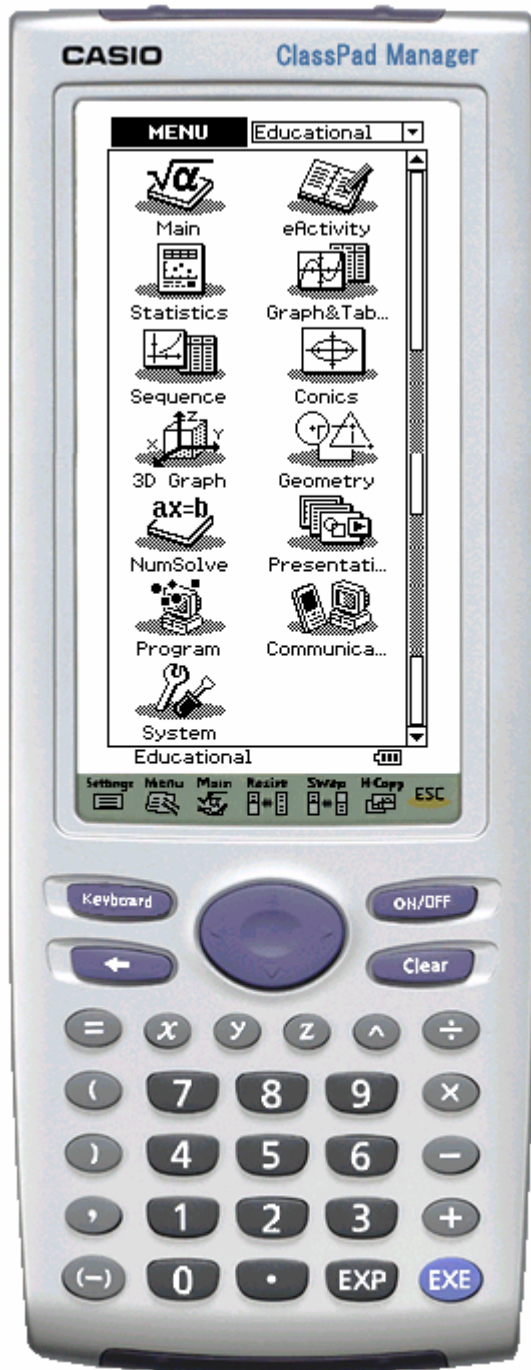 CASIO ClassPad Manager
MENU Educational
√α
Main eActivity
Statistics Graph&Tab...
Sequence Conics
X Z Y
3D Graph Geometry
ax=b
NumSolve Presentati...
Program Communica...
System
Educational
Settings Menu Main Resize Swap H-Copy ESC
Keyboard ON/OFF
Clear
= x y z ^ ÷
( 7 8 9 ×
) 4 5 6 −
, 1 2 3 +
(−) 0 . EXP EXE